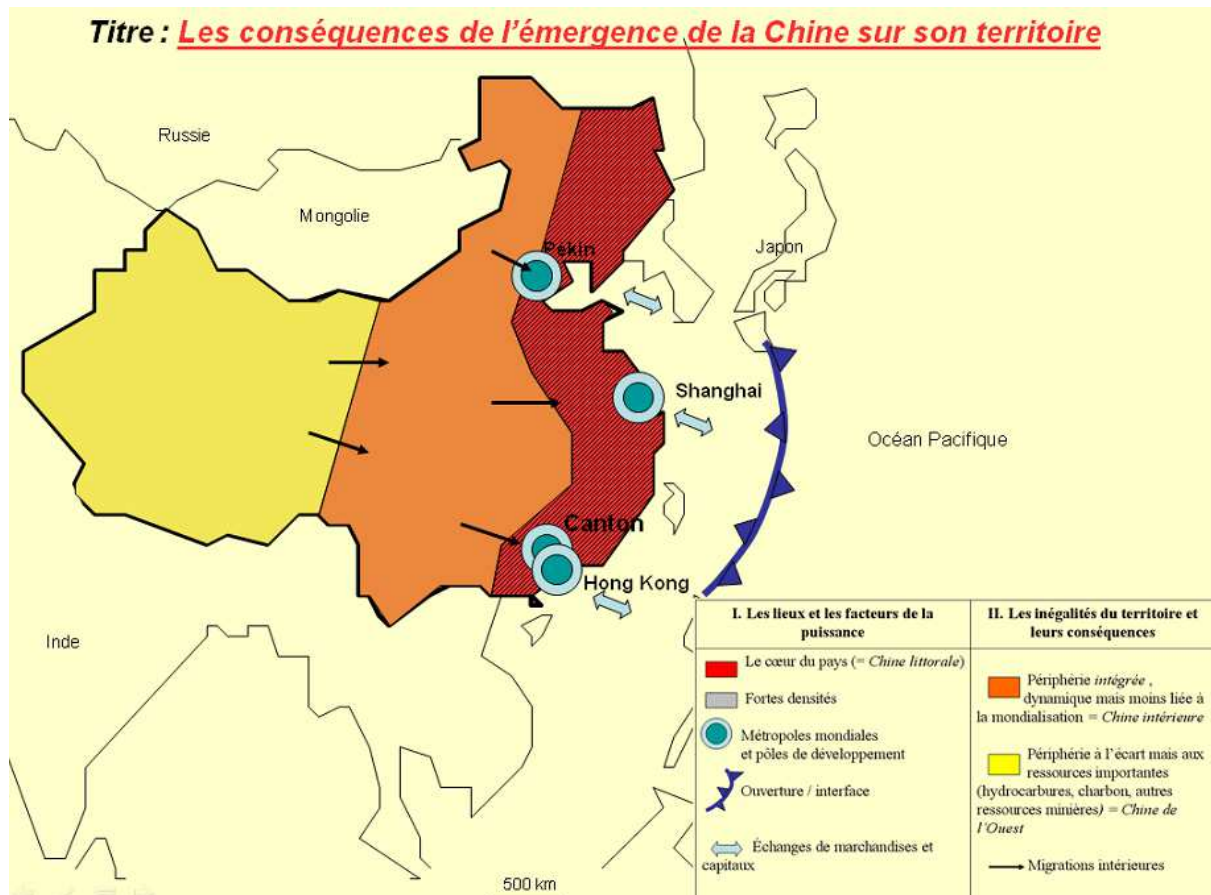 Titre : Les conséquences de l'émergence de la Chine sur son territoire
Russie
Mongolie
Pékin
Japon
Shanghai
Océan Pacifique
Canton
Hong Kong
Inde
500 km
I. Les lieux et les facteurs de la
puissance
Le cœur du pays (= Chine littorale)
Fortes densités
Métropoles mondiales
et pôles de développement
Ouverture / interface
Échanges de marchandises et
capitaux
II. Les inégalités du territoire et
leurs conséquences
Périphérie intégrée ,
dynamique mais moins liée à
la mondialisation = Chine intérieure
Périphérie à l'écart mais aux
ressources importantes
(hydrocarbures, charbon, autres
ressources minières) = Chine de
l'Ouest
Migrations intérieures